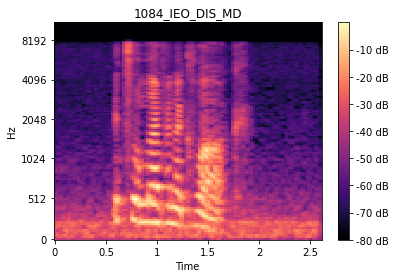 1084_IEO_DIS_MD
8192
4096
2048
1024
512
0
Hz
0
0.5
1
1.5
2
2.5
Time
-10 dB
-20 dB
-30 dB
-40 dB
-50 dB
-60 dB
-70 dB
-80 dB